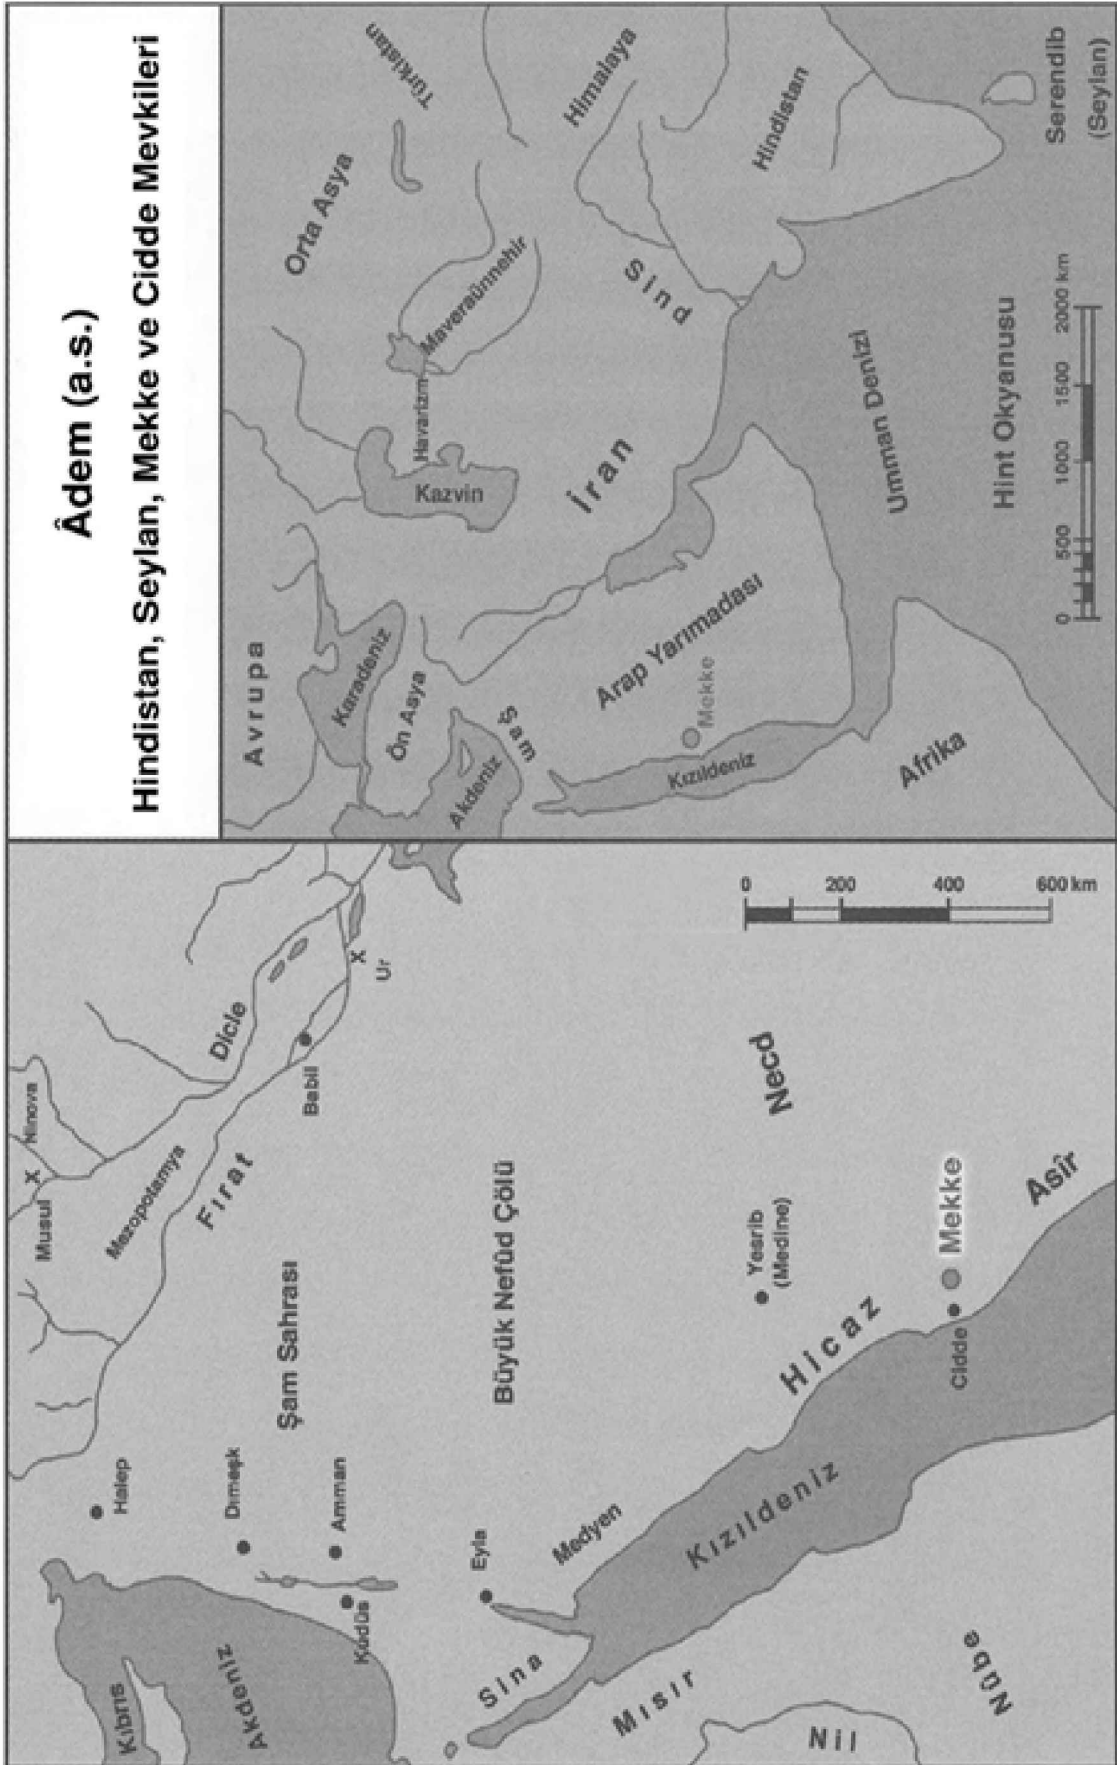 Âdem (a.s.)
Hindistan, Seylan, Mekke ve Cidde Mevkileri
Kıbrıs
Akdeniz
Halep
Dımeşk
Amman
Kudüs
Şam Sahrası
Musul
Ninova
Mezopotamya
Fırat
Dicle
Babil
Ur
Eyla
Sina
Medyen
Büyük Nefûd Çölü
Mısır
Nil
Nûbe
Kızıldeniz
Hicaz
Yesrib
(Medine)
Necd
Cidde
Mekke
Asîr
0 200 400 600 km
Avrupa
Karadeniz
Ön Asya
Akdeniz
Şam
Kazvin
Havarizm
Maveraünnehir
Orta Asya
Türkistan
Himalaya
Hindistan
Sind
İran
Arap Yarımadası
Mekke
Kızıldeniz
Afrika
Umman Denizi
Hint Okyanusu
Serendib
(Seylan)
0 500 1000 1500 2000 km